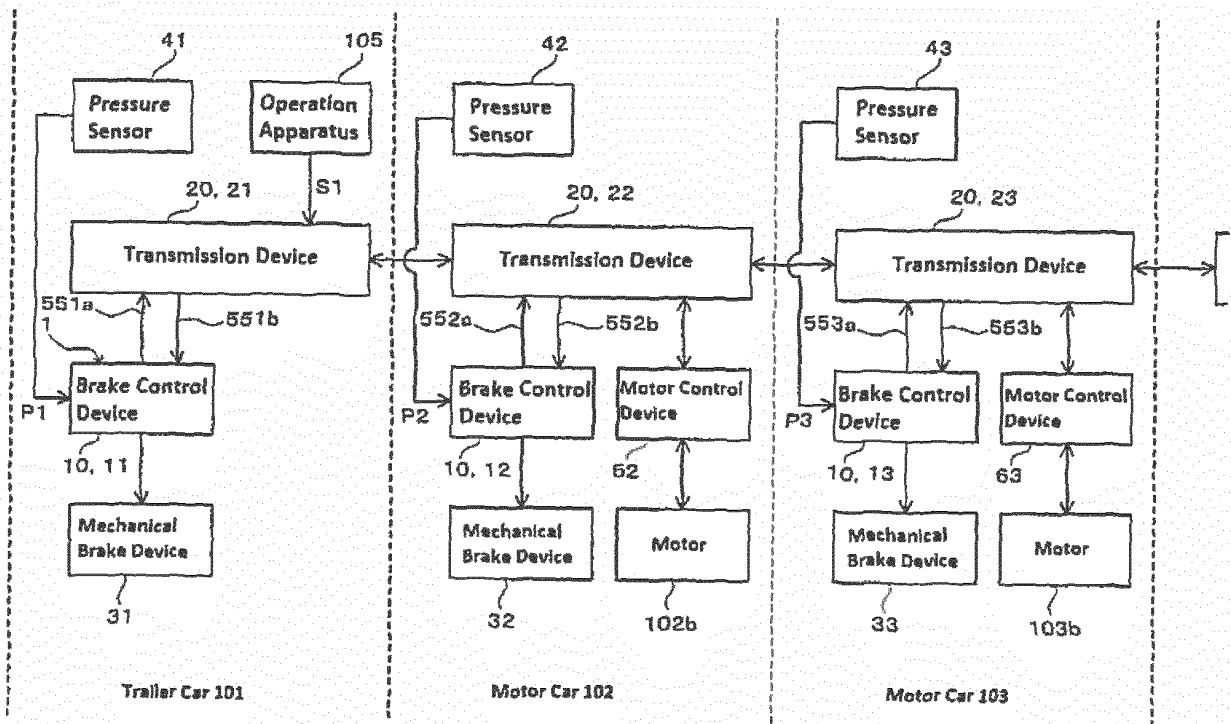 41
105
42
43
Pressure
Sensor
Operation
Apparatus
Pressure
Sensor
Pressure
Sensor
S1
20, 21
20, 22
20, 23
Transmission Device
Transmission Device
Transmission Device
551a
551b
552a
552b
553a
553b
1
Brake Control
Device
Brake Control
Device
Motor Control
Device
Brake Control
Device
Motor Control
Device
P1
P2
P3
10, 11
10, 12
62
10, 13
63
Mechanical
Brake Device
Mechanical
Brake Device
Motor
Mechanical
Brake Device
Motor
31
32
102b
33
103b
Trailer Car 101
Motor Car 102
Motor Car 103